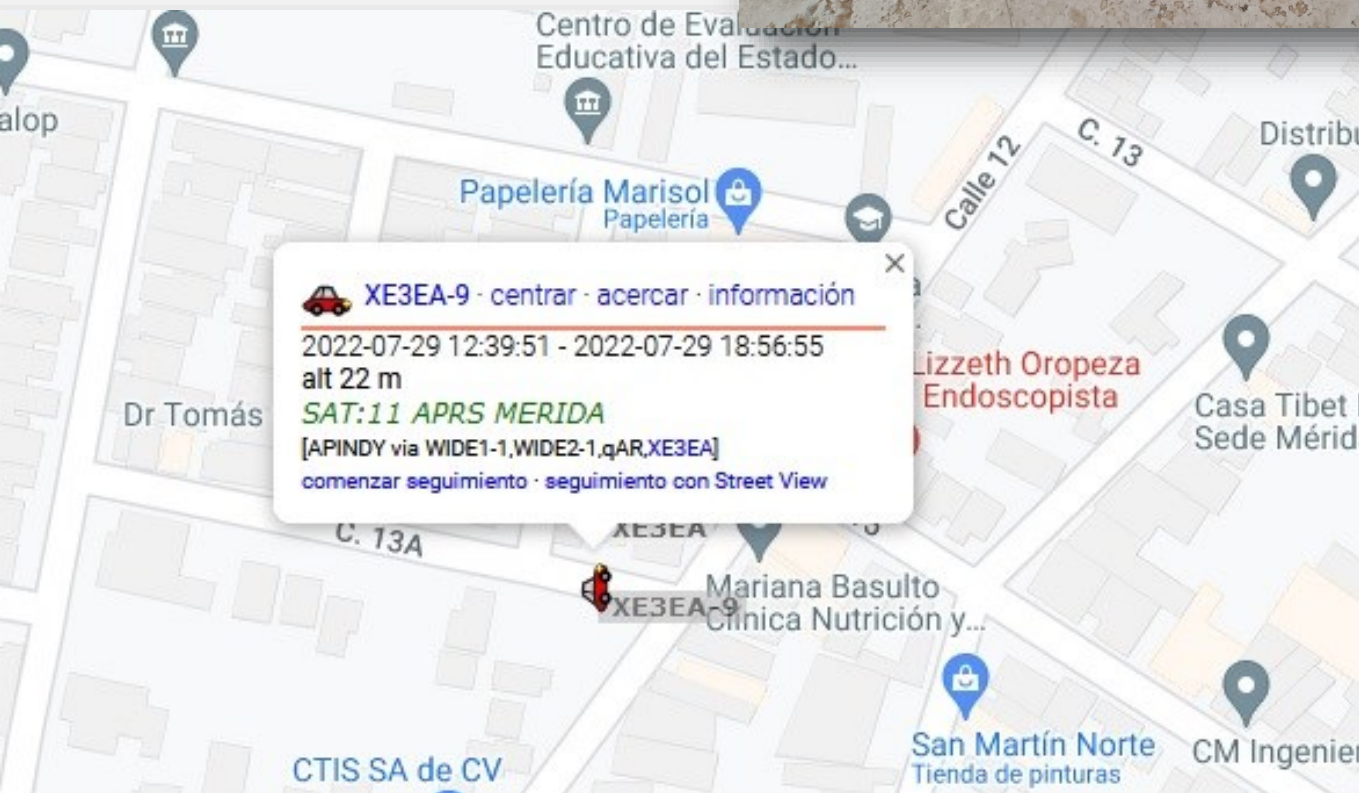 Centro de Evaluación
Educativa del Estado...
alop
C. 13
Distribu
Calle 12
Papelería Marisol
Papelería
XE3EA-9 · centrar · acercar · información
2022-07-29 12:39:51 - 2022-07-29 18:56:55
alt 22 m
SAT:11 APRS MERIDA
[APINDY via WIDE1-1,WIDE2-1,qAR,XE3EA]
comenzar seguimiento · seguimiento con Street View
Lizzeth Oropeza
Endoscopista
Dr Tomás
Casa Tibet
Sede Mérid
C. 13A
XE3EA
XE3EA-9
Mariana Basulto
Clínica Nutrición y...
San Martín Norte
Tienda de pinturas
CM Ingenier
CTIS SA de CV